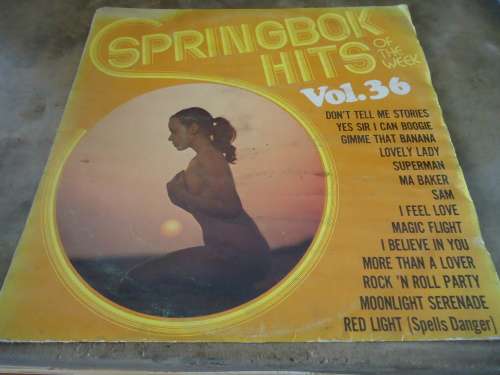 SPRINGBOK
HITS
OF
THE
WEEK
Vol. 36
DON'T TELL ME STORIES
YES SIR I CAN BOOGIE
GIMME THAT BANANA
LOVELY LADY
SUPERMAN
MA BAKER
SAM
I FEEL LOVE
MAGIC FLIGHT
I BELIEVE IN YOU
MORE THAN A LOVER
ROCK 'N ROLL PARTY
MOONLIGHT SERENADE
RED LIGHT (Spells Danger)